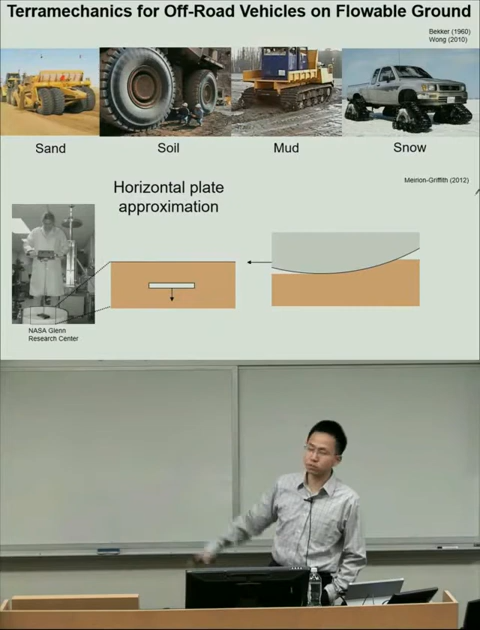 Terramechanics for Off-Road Vehicles on Flowable Ground
Bekker (1960)
Wong (2010)
Sand
Soil
Mud
Snow
Meirion-Griffith (2012)
Horizontal plate
approximation
NASA Glenn
Research Center